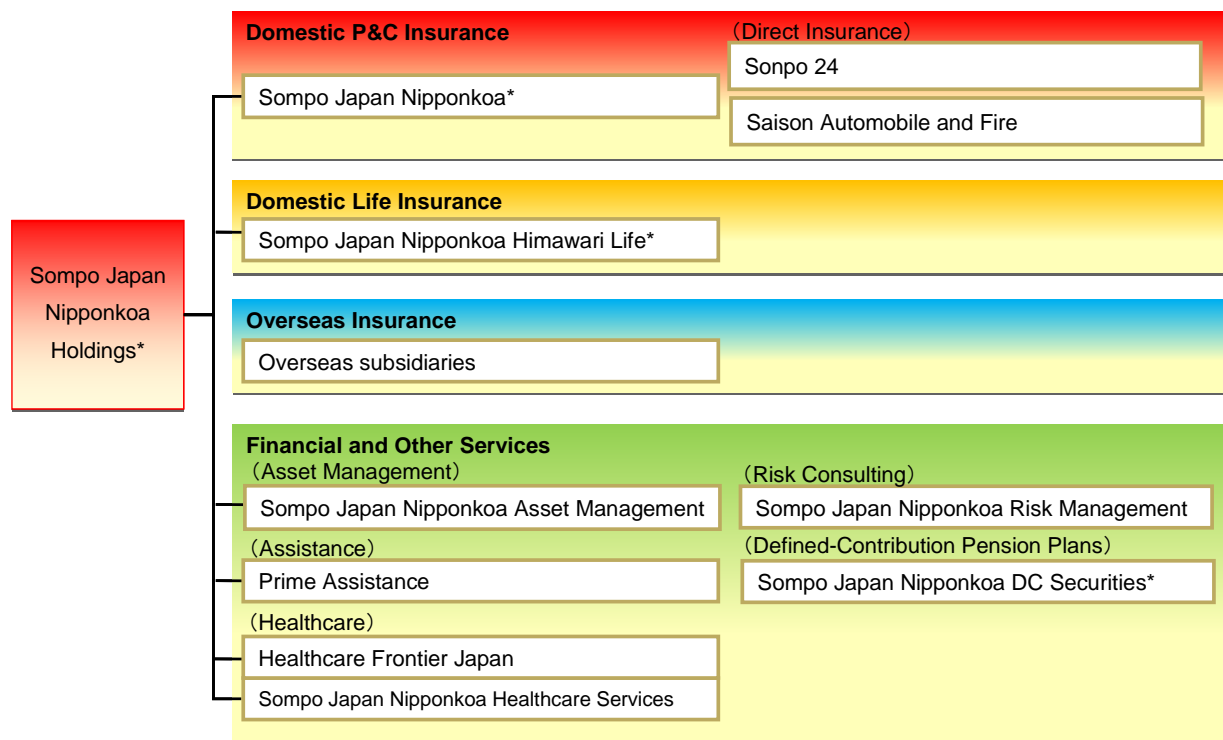 Sompo Japan
Nipponkoa
Holdings*
Domestic P&C Insurance
Sompo Japan Nipponkoa*
（Direct Insurance）
Sonpo 24
Saison Automobile and Fire
Domestic Life Insurance
Sompo Japan Nipponkoa Himawari Life*
Overseas Insurance
Overseas subsidiaries
Financial and Other Services
（Asset Management）
Sompo Japan Nipponkoa Asset Management
（Assistance）
Prime Assistance
（Healthcare）
Healthcare Frontier Japan
Sompo Japan Nipponkoa Healthcare Services
（Risk Consulting）
Sompo Japan Nipponkoa Risk Management
（Defined-Contribution Pension Plans）
Sompo Japan Nipponkoa DC Securities*